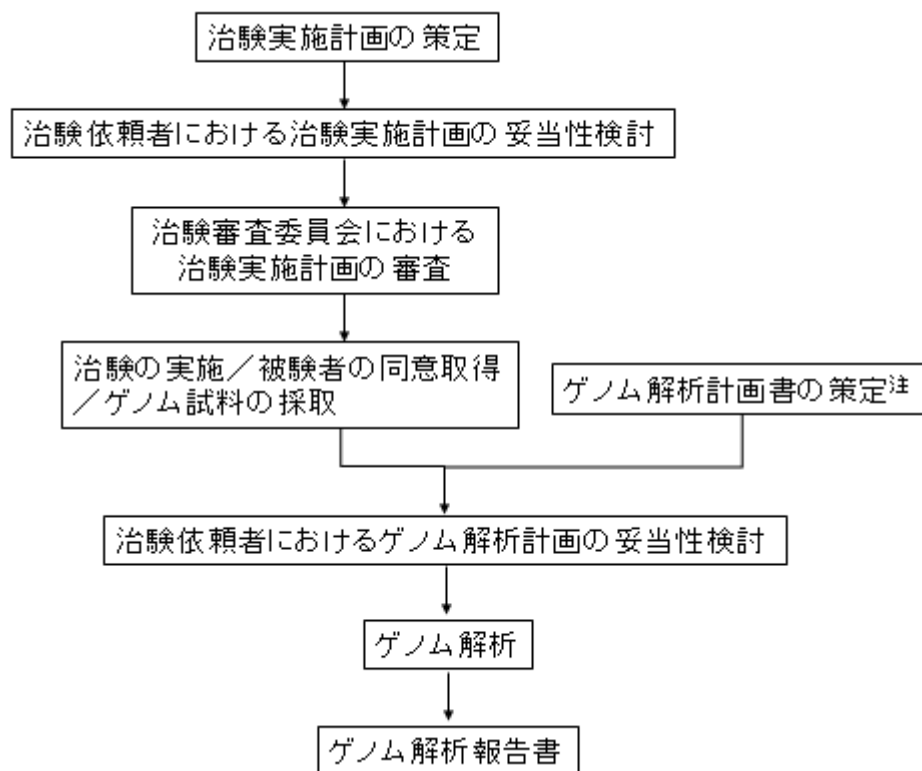 治験実施計画の策定
治験依頼者における治験実施計画の妥当性検討
治験審査委員会における
治験実施計画の審査
治験の実施／被験者の同意取得
／ゲノム試料の採取
ゲノム解析計画書の策定注
治験依頼者におけるゲノム解析計画の妥当性検討
ゲノム解析
ゲノム解析報告書